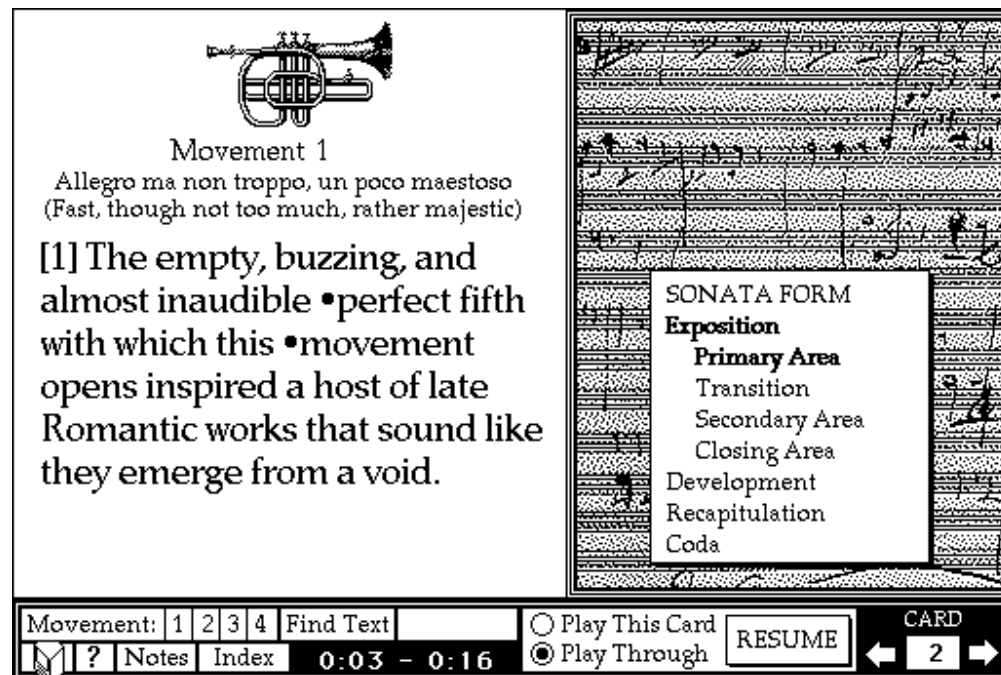 Movement 1
Allegro ma non troppo, un poco maestoso
(Fast, though not too much, rather majestic)
[1] The empty, buzzing, and
almost inaudible •perfect fifth
with which this •movement
opens inspired a host of late
Romantic works that sound like
they emerge from a void.
SONATA FORM
Exposition
Primary Area
Transition
Secondary Area
Closing Area
Development
Recapitulation
Coda
Movement: 1 2 3 4 Find Text
? Notes Index 0:03 - 0:16
Play This Card
Play Through
RESUME
CARD
2